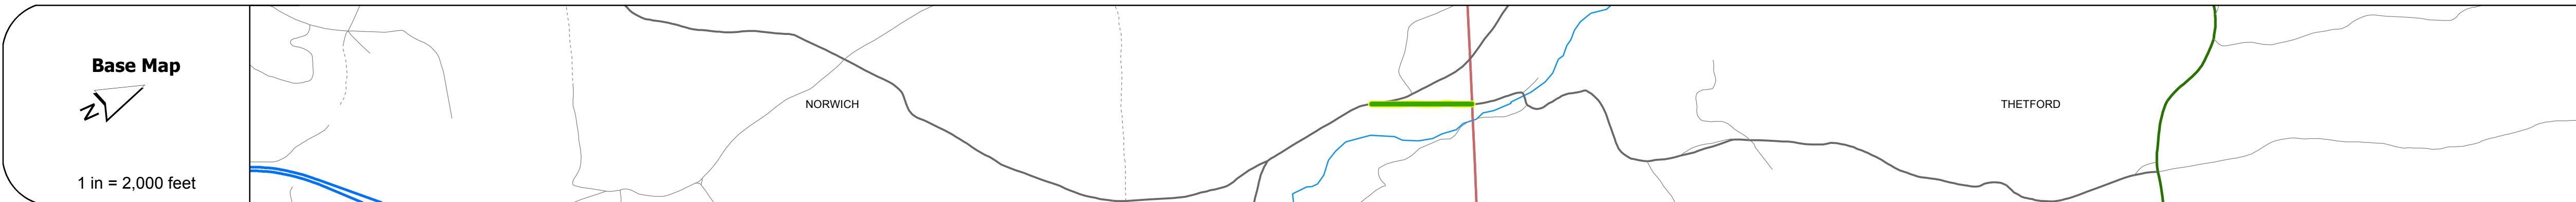 Base Map
N
1 in = 2,000 feet
NORWICH
THETFORD